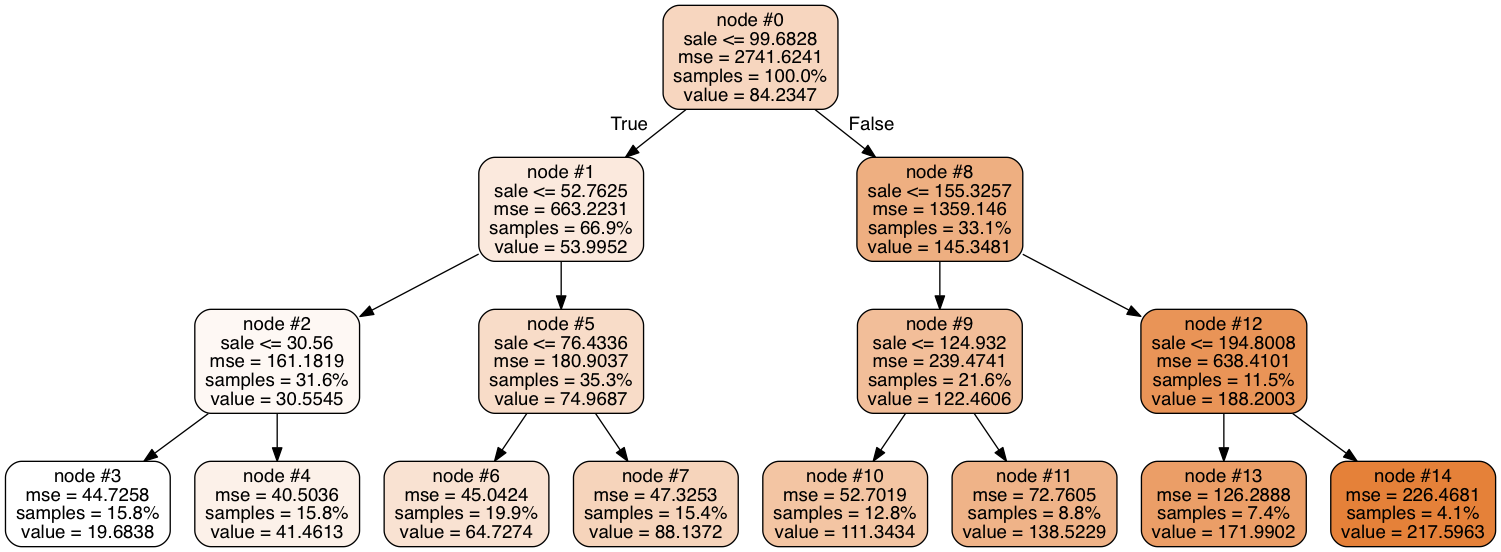 node #0
sale <= 99.6828
mse = 2741.6241
samples = 100.0%
value = 84.2347
True
False
node #1
sale <= 52.7625
mse = 663.2231
samples = 66.9%
value = 53.9952
node #8
sale <= 155.3257
mse = 1359.146
samples = 33.1%
value = 145.3481
node #2
sale <= 30.56
mse = 161.1819
samples = 31.6%
value = 30.5545
node #5
sale <= 76.4336
mse = 180.9037
samples = 35.3%
value = 74.9687
node #9
sale <= 124.932
mse = 239.4741
samples = 21.6%
value = 122.4606
node #12
sale <= 194.8008
mse = 638.4101
samples = 11.5%
value = 188.2003
node #3
mse = 44.7258
samples = 15.8%
value = 19.6838
node #4
mse = 40.5036
samples = 15.8%
value = 41.4613
node #6
mse = 45.0424
samples = 19.9%
value = 64.7274
node #7
mse = 47.3253
samples = 15.4%
value = 88.1372
node #10
mse = 52.7019
samples = 12.8%
value = 111.3434
node #11
mse = 72.7605
samples = 8.8%
value = 138.5229
node #13
mse = 126.2888
samples = 7.4%
value = 171.9902
node #14
mse = 226.4681
samples = 4.1%
value = 217.5963